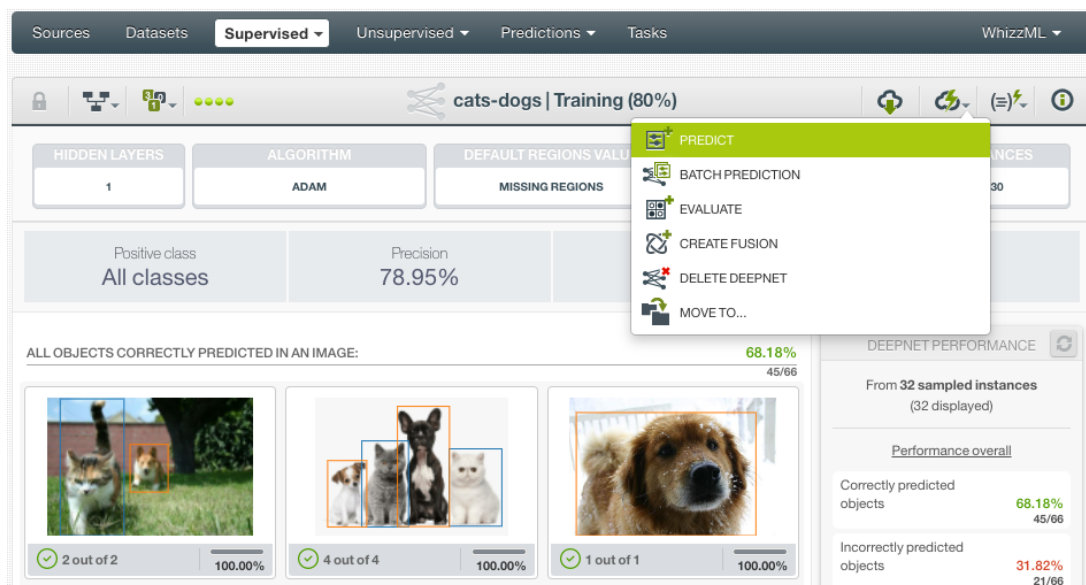 Sources Datasets Supervised Unsupervised Predictions Tasks WhizzML
cats-dogs | Training (80%)
HIDDEN LAYERS
1
ALGORITHM
ADAM
DEFAULT REGIONS VALU
MISSING REGIONS
NCES
30
PREDICT
BATCH PREDICTION
EVALUATE
CREATE FUSION
DELETE DEEPNET
MOVE TO...
Positive class
All classes
Precision
78.95%
ALL OBJECTS CORRECTLY PREDICTED IN AN IMAGE:
68.18%
45/66
2 out of 2
100.00%
4 out of 4
100.00%
1 out of 1
100.00%
DEEPNET PERFORMANCE
From 32 sampled instances
(32 displayed)
Performance overall
Correctly predicted
objects
68.18%
45/66
Incorrectly predicted
objects
31.82%
21/66